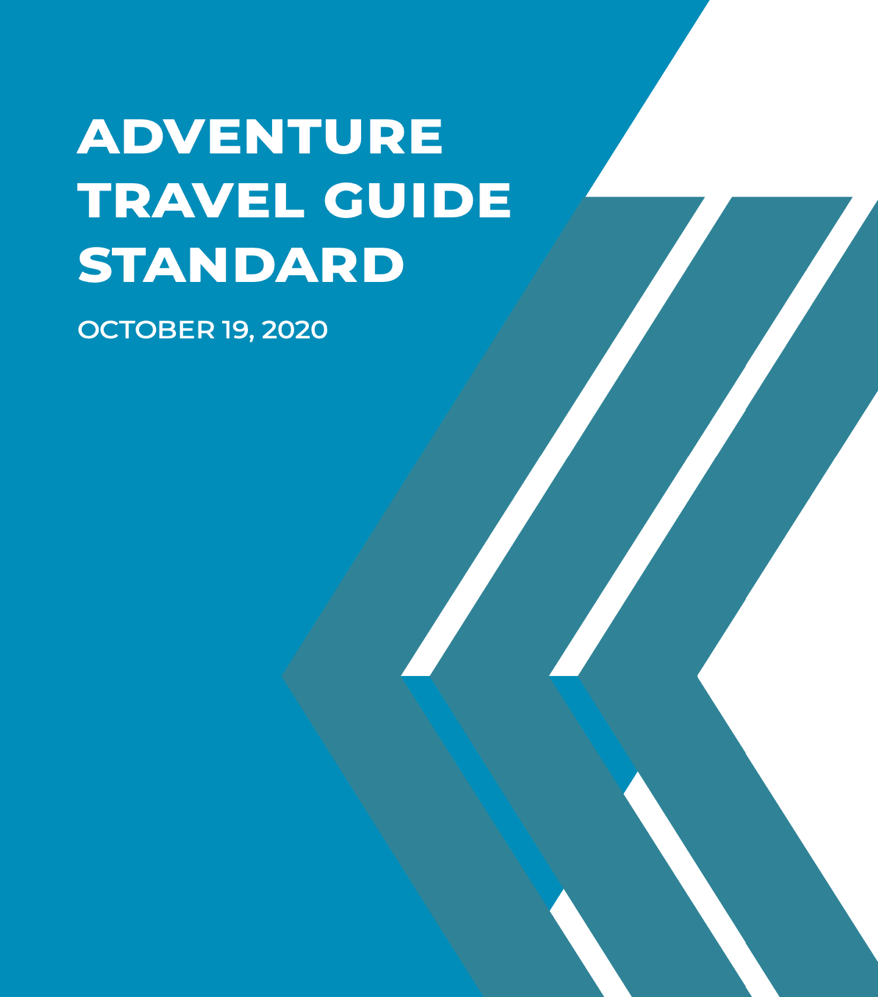 ADVENTURE
TRAVEL GUIDE
STANDARD
OCTOBER 19, 2020